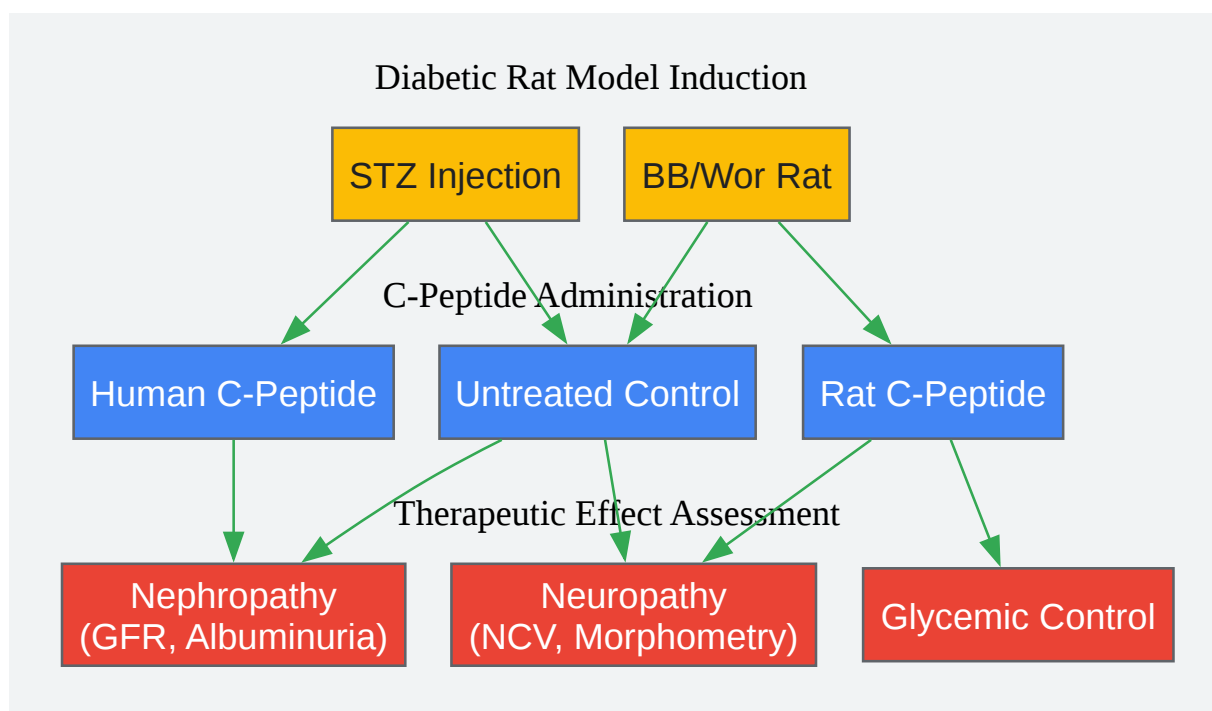 Diabetic Rat Model Induction
STZ Injection
BB/Wor Rat
C-Peptide Administration
Human C-Peptide
Untreated Control
Rat C-Peptide
Therapeutic Effect Assessment
Nephropathy
(GFR, Albuminuria)
Neuropathy
(NCV, Morphometry)
Glycemic Control